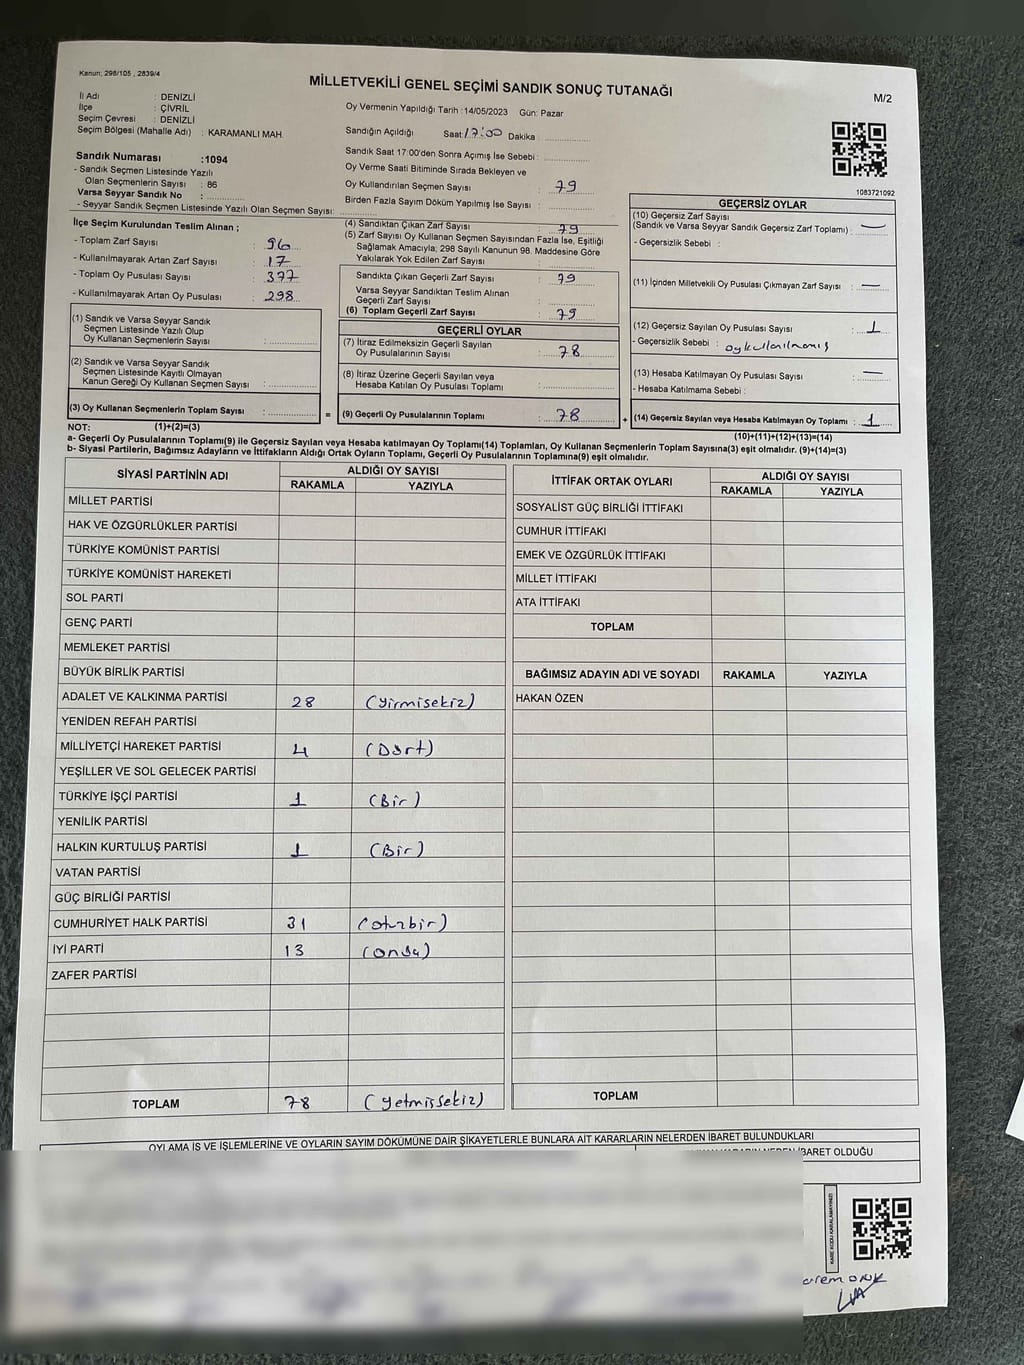 Kanun; 298/105 , 2839/4
MİLLETVEKİLİ GENEL SEÇİMİ SANDIK SONUÇ TUTANAĞI
M/2
İl Adı : DENİZLİ
İlçe : ÇİVRİL
Seçim Çevresi : DENİZLİ
Seçim Bölgesi (Mahalle Adı) : KARAMANLI MAH.
Sandık Numarası :1094
- Sandık Seçmen Listesinde Yazılı
Olan Seçmenlerin Sayısı : 86
Varsa Seyyar Sandık No :
- Seyyar Sandık Seçmen Listesinde Yazılı Olan Seçmen Sayısı:
Oy Vermenin Yapıldığı Tarih :14/05/2023 Gün: Pazar
Sandığın Açıldığı Saat 17:00 Dakika
Sandık Saat 17:00'den Sonra Açımış İse Sebebi :
Oy Verme Saati Bitiminde Sırada Bekleyen ve
Oy Kullandırılan Seçmen Sayısı : 79
Birden Fazla Sayım Döküm Yapılmış İse Sayısı :
1083721092
İlçe Seçim Kurulundan Teslim Alınan ;
- Toplam Zarf Sayısı : 96
- Kullanılmayarak Artan Zarf Sayısı : 17
- Toplam Oy Pusulası Sayısı : 377
- Kullanılmayarak Artan Oy Pusulası : 298
(1) Sandık ve Varsa Seyyar Sandık
Seçmen Listesinde Yazılı Olup
Oy Kullanan Seçmenlerin Sayısı :
(2) Sandık ve Varsa Seyyar Sandık
Seçmen Listesinde Kayıtlı Olmayan
Kanun Gereği Oy Kullanan Seçmen Sayısı :
(3) Oy Kullanan Seçmenlerin Toplam Sayısı :
(1)+(2)=(3)
(4) Sandıktan Çıkan Zarf Sayısı : 79
(5) Zarf Sayısı Oy Kullanan Seçmen Sayısından Fazla İse, Eşitliği
Sağlamak Amacıyla; 298 Sayılı Kanunun 98. Maddesine Göre
Yakılarak Yok Edilen Zarf Sayısı :
Sandıkta Çıkan Geçerli Zarf Sayısı : 79
Varsa Seyyar Sandıktan Teslim Alınan
Geçerli Zarf Sayısı :
(6) Toplam Geçerli Zarf Sayısı : 79
GEÇERLİ OYLAR
(7) İtiraz Edilmeksizin Geçerli Sayılan
Oy Pusulalarının Sayısı : 78
(8) İtiraz Üzerine Geçerli Sayılan veya
Hesaba Katılan Oy Pusulası Toplamı :
= (9) Geçerli Oy Pusulalarının Toplamı : 78 +
GEÇERSİZ OYLAR
(10) Geçersiz Zarf Sayısı
(Sandık ve Varsa Seyyar Sandık Geçersiz Zarf Toplamı) : —
- Geçersizlik Sebebi :
(11) İçinden Milletvekili Oy Pusulası Çıkmayan Zarf Sayısı : —
(12) Geçersiz Sayılan Oy Pusulası Sayısı : 1
- Geçersizlik Sebebi : oy kullanılmamış
(13) Hesaba Katılmayan Oy Pusulası Sayısı : —
- Hesaba Katılmama Sebebi :
(14) Geçersiz Sayılan veya Hesaba Katılmayan Oy Toplamı : 1
(10)+(11)+(12)+(13)=(14)
NOT:
a- Geçerli Oy Pusulalarının Toplamı(9) ile Geçersiz Sayılan veya Hesaba katılmayan Oy Toplamı(14) Toplamları, Oy Kullanan Seçmenlerin Toplam Sayısına(3) eşit olmalıdır. (9)+(14)=(3)
b- Siyasi Partilerin, Bağımsız Adayların ve İttifakların Aldığı Ortak Oyların Toplamı, Geçerli Oy Pusulalarının Toplamına(9) eşit olmalıdır.
SİYASİ PARTİNİN ADI ALDIĞI OY SAYISI
RAKAMLA YAZIYLA
MİLLET PARTİSİ
HAK VE ÖZGÜRLÜKLER PARTİSİ
TÜRKİYE KOMÜNİST PARTİSİ
TÜRKİYE KOMÜNİST HAREKETİ
SOL PARTİ
GENÇ PARTİ
MEMLEKET PARTİSİ
BÜYÜK BİRLİK PARTİSİ
ADALET VE KALKINMA PARTİSİ 28 (Yirmisekiz)
YENİDEN REFAH PARTİSİ
MİLLİYETÇİ HAREKET PARTİSİ 4 (Dört)
YEŞİLLER VE SOL GELECEK PARTİSİ
TÜRKİYE İŞÇİ PARTİSİ 1 (Bir)
YENİLİK PARTİSİ
HALKIN KURTULUŞ PARTİSİ 1 (Bir)
VATAN PARTİSİ
GÜÇ BİRLİĞİ PARTİSİ
CUMHURİYET HALK PARTİSİ 31 (otuzbir)
İYİ PARTİ 13 (onüç)
ZAFER PARTİSİ
TOPLAM 78 (yetmişsekiz)
İTTİFAK ORTAK OYLARI ALDIĞI OY SAYISI
RAKAMLA YAZIYLA
SOSYALİST GÜÇ BİRLİĞİ İTTİFAKI
CUMHUR İTTİFAKI
EMEK VE ÖZGÜRLÜK İTTİFAKI
MİLLET İTTİFAKI
ATA İTTİFAKI
TOPLAM
BAĞIMSIZ ADAYIN ADI VE SOYADI RAKAMLA YAZIYLA
HAKAN ÖZEN
TOPLAM
OYLAMA İŞ VE İŞLEMLERİNE VE OYLARIN SAYIM DÖKÜMÜNE DAİR ŞİKAYETLERLE BUNLARA AİT KARARLARIN NELERDEN İBARET BULUNDUKLARI
KARARIN NEDEN İBARET OLDUĞU
KARE KODU KARALAMAYINIZ!